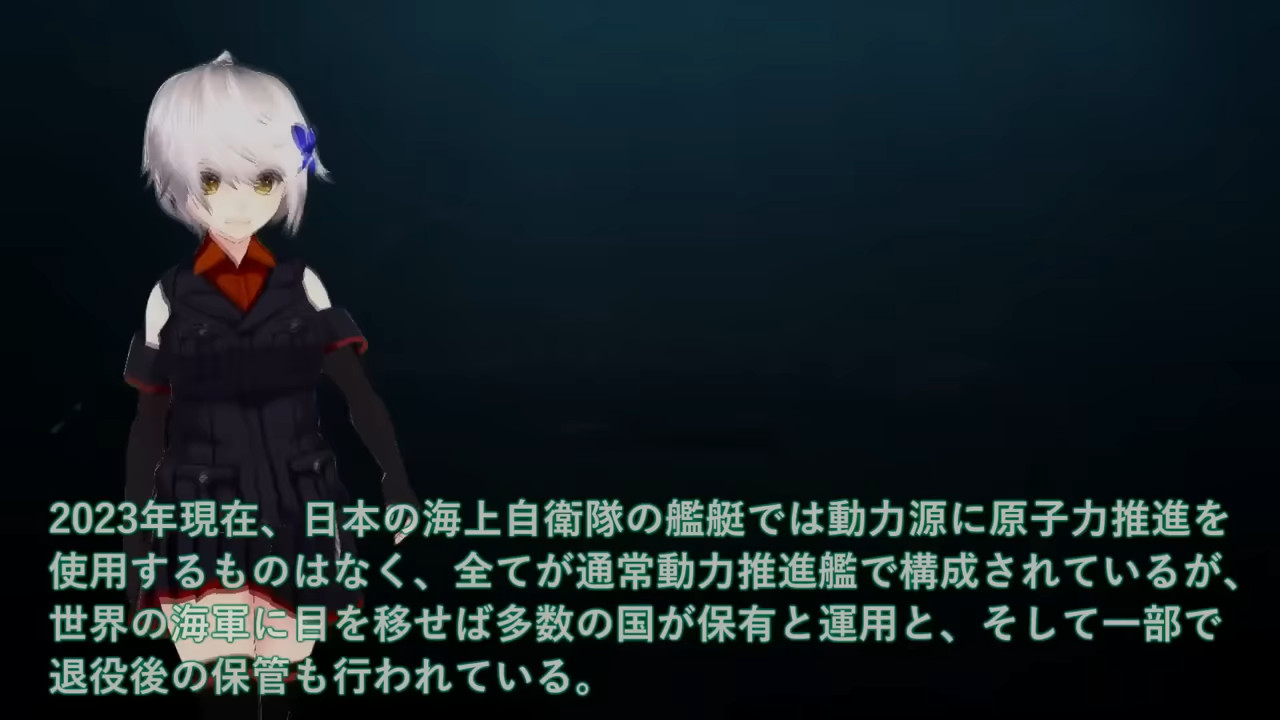 2023年現在、日本の海上自衛隊の艦艇では動力源に原子力推進を
使用するものはなく、全てが通常動力推進艦で構成されているが、
世界の海軍に目を移せば多数の国が保有と運用と、そして一部で
退役後の保管も行われている。